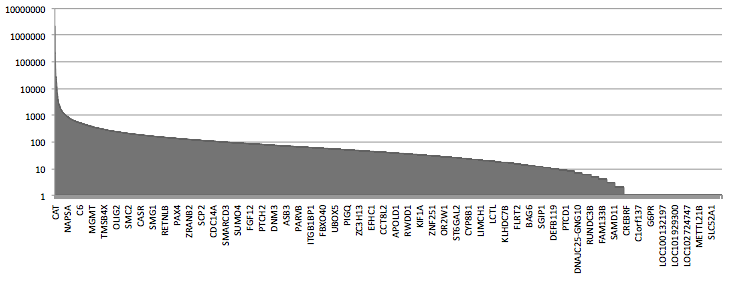 10000000
1000000
100000
10000
1000
100
10
1
CAT
NAPSA
C6
MGMT
TMSB4X
OLIG2
SMC2
CASR
SMG1
RETNLB
PAX4
ZRANB2
SCP2
CDC14A
SMARCD3
SUMO4
FGF12
PTCH2
DNM3
ASB3
PARVB
ITGB1BP1
FBXO40
UBOX5
PIGQ
ZC3H13
EFHC1
CCT8L2
APOLD1
RWDD1
KIF1A
ZNF251
OR2W1
ST6GAL2
CYP8B1
LIMCH1
LCTL
KLHDC7B
FLRT2
BAG6
SGIP1
DEFB119
PTCD1
DNAJC25-GNG10
RUNDC3B
FAM133B
SAMD11
CREBRF
C1orf137
G6PR
LOC100132197
LOC101929300
LOC102724747
METTL21B
SLC52A1